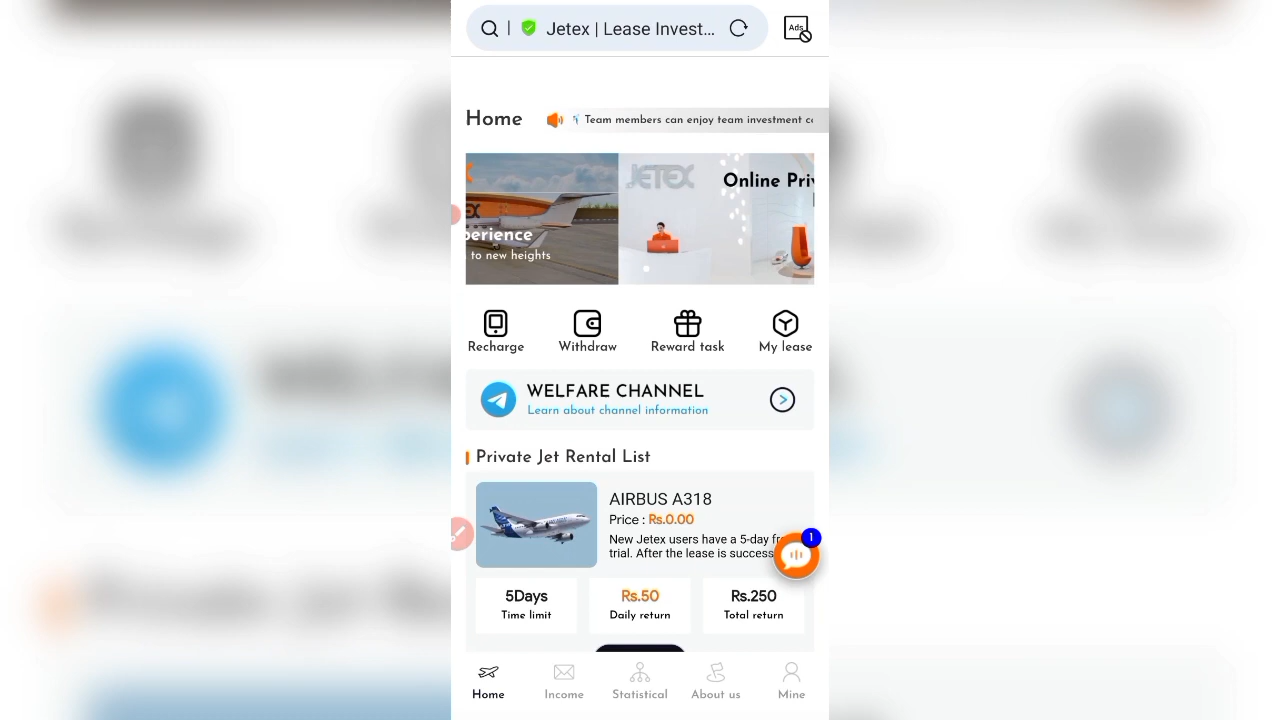 Jetex | Lease Invest...
Ads
Home
Team members can enjoy team investment
JETEX
Online
perience
to new heights
Recharge
Withdraw
Reward task
My lease
WELFARE CHANNEL
Learn about channel information
Private Jet Rental List
AIRBUS A318
Price : Rs.0.00
New Jetex users have a 5-day
trial. After the lease is
1
5Days
Rs.50
Rs.250
Time limit
Daily return
Total return
Home
Income
Statistical
About us
Mine